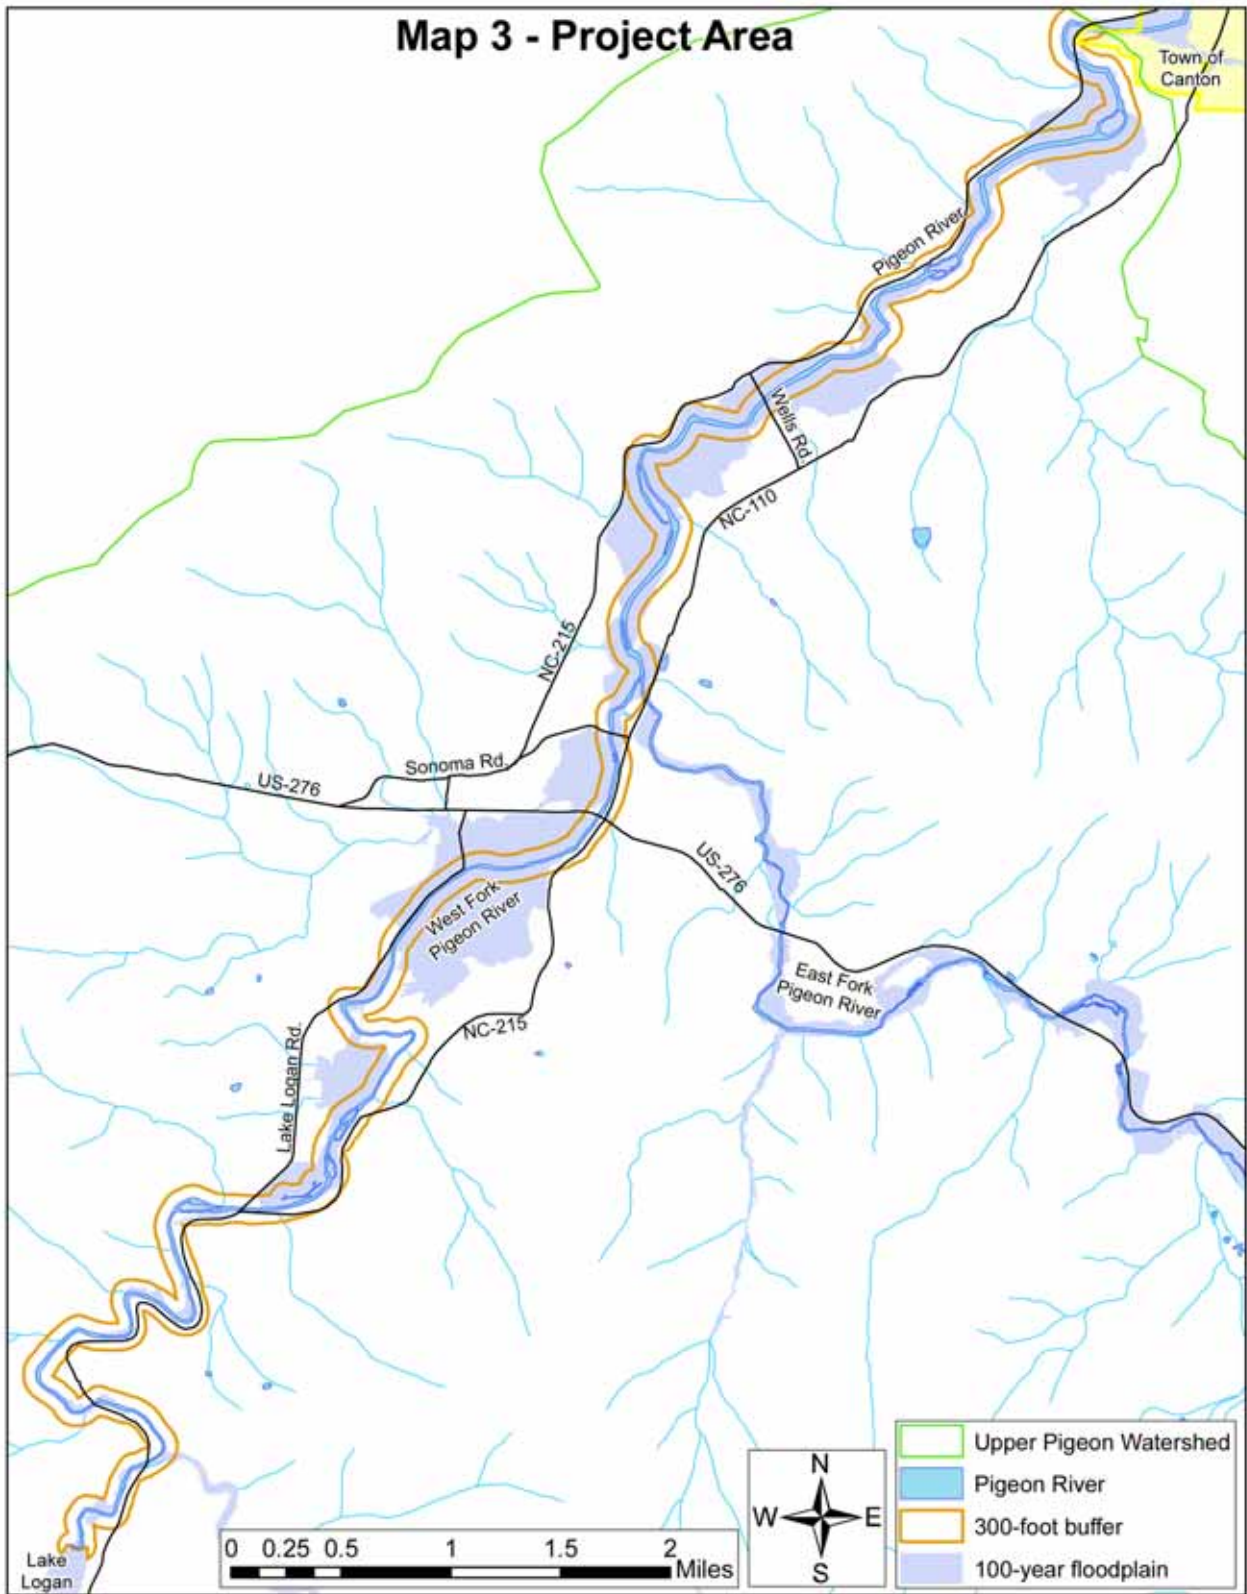 Map 3 - Project Area
Town of
Canton
Pigeon River
Wells Rd.
NC-110
NC-215
Sonoma Rd.
US-276
US-276
West Fork
Pigeon River
East Fork
Pigeon River
NC-215
Lake Logan Rd.
Lake
Logan
0 0.25 0.5 1 1.5 2
Miles
N
W E
S
Upper Pigeon Watershed
Pigeon River
300-foot buffer
100-year floodplain